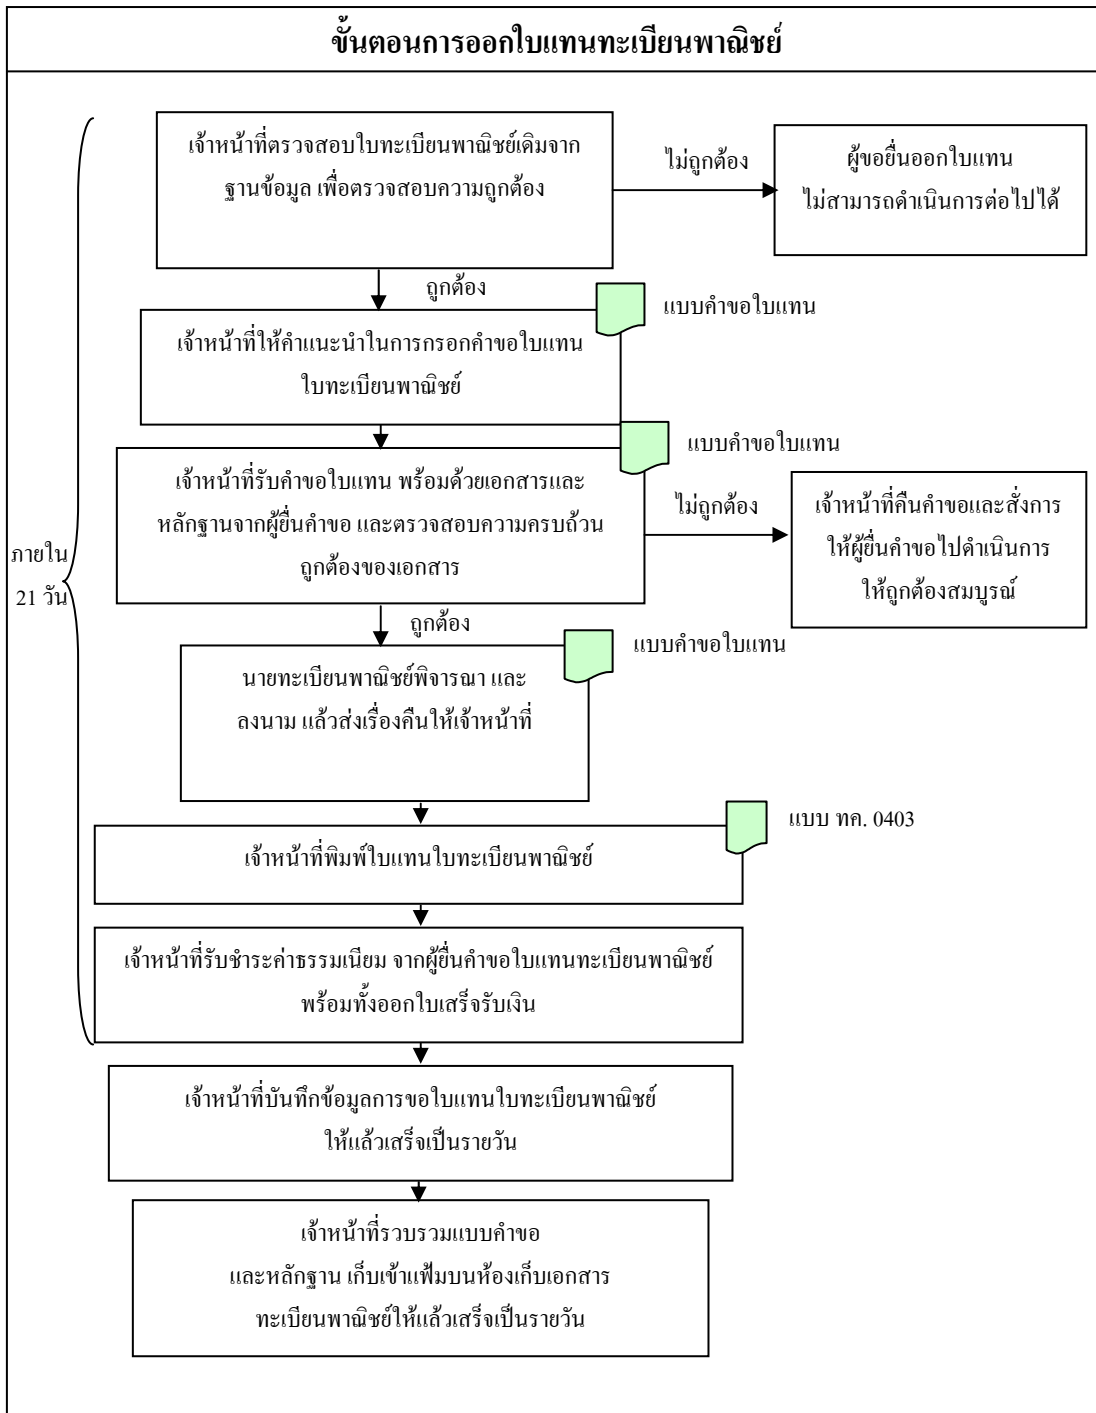 ขั้นตอนการออกใบแทนทะเบียนพาณิชย์
เจ้าหน้าที่ตรวจสอบใบทะเบียนพาณิชย์เดิมจาก
ฐานข้อมูล เพื่อตรวจสอบความถูกต้อง
ไม่ถูกต้อง
ผู้ขอยื่นออกใบแทน
ไม่สามารถดำเนินการต่อไปได้
ถูกต้อง
แบบคำขอใบแทน
เจ้าหน้าที่ให้คำแนะนำในการกรอกคำขอใบแทน
ใบทะเบียนพาณิชย์
แบบคำขอใบแทน
เจ้าหน้าที่รับคำขอใบแทน พร้อมด้วยเอกสารและ
หลักฐานจากผู้ยื่นคำขอ และตรวจสอบความครบถ้วน
ถูกต้องของเอกสาร
ไม่ถูกต้อง
เจ้าหน้าที่คืนคำขอและสั่งการ
ให้ผู้ยื่นคำขอไปดำเนินการ
ให้ถูกต้องสมบูรณ์
ภายใน
21 วัน
ถูกต้อง
แบบคำขอใบแทน
นายทะเบียนพาณิชย์พิจารณา และ
ลงนาม แล้วส่งเรื่องคืนให้เจ้าหน้าที่
แบบ ทค. 0403
เจ้าหน้าที่พิมพ์ใบแทนใบทะเบียนพาณิชย์
เจ้าหน้าที่รับชำระค่าธรรมเนียม จากผู้ยื่นคำขอใบแทนทะเบียนพาณิชย์
พร้อมทั้งออกใบเสร็จรับเงิน
เจ้าหน้าที่บันทึกข้อมูลการขอใบแทนใบทะเบียนพาณิชย์
ให้แล้วเสร็จเป็นรายวัน
เจ้าหน้าที่รวบรวมแบบคำขอ
และหลักฐาน เก็บเข้าแฟ้มบนห้องเก็บเอกสาร
ทะเบียนพาณิชย์ให้แล้วเสร็จเป็นรายวัน